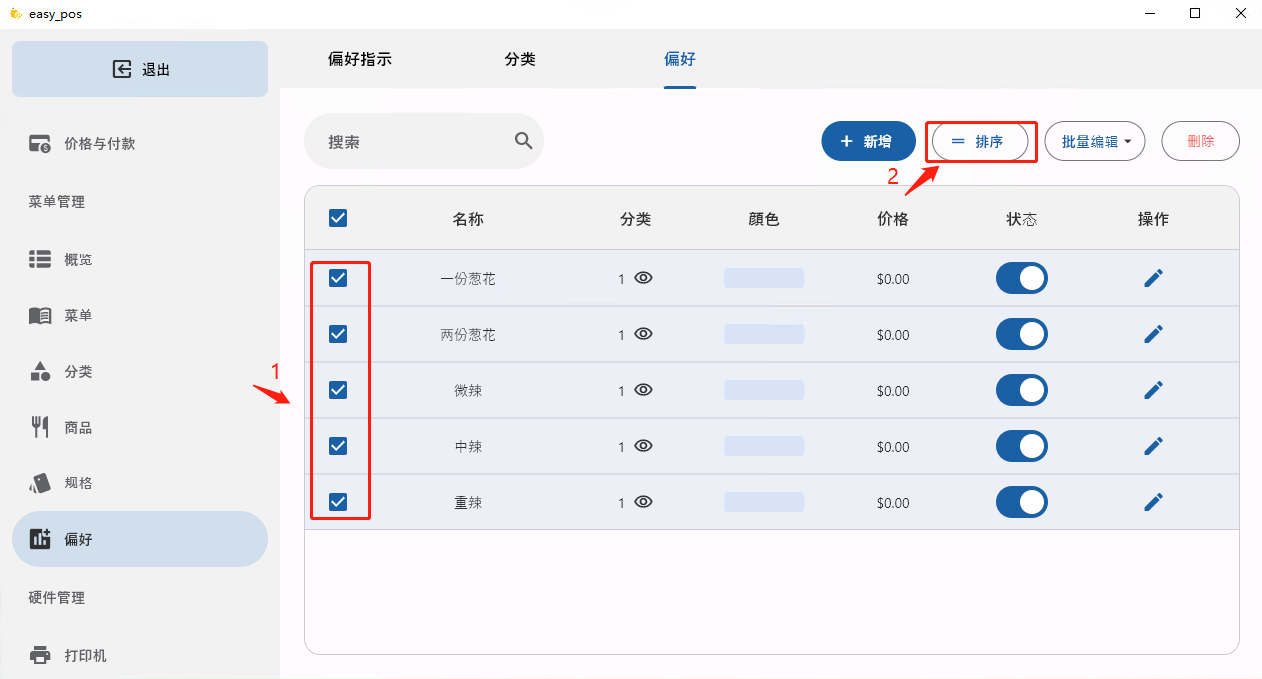 easy_pos
退出
价格与付款
菜单管理
概览
菜单
分类
商品
规格
偏好
硬件管理
打印机
偏好指示 分类 偏好
搜索
+ 新增 = 排序 批量编辑 删除
2
名称 分类 顔色 价格 状态 操作
一份葱花 1 $0.00
两份葱花 1 $0.00
微辣 1 $0.00
1
中辣 1 $0.00
重辣 1 $0.00